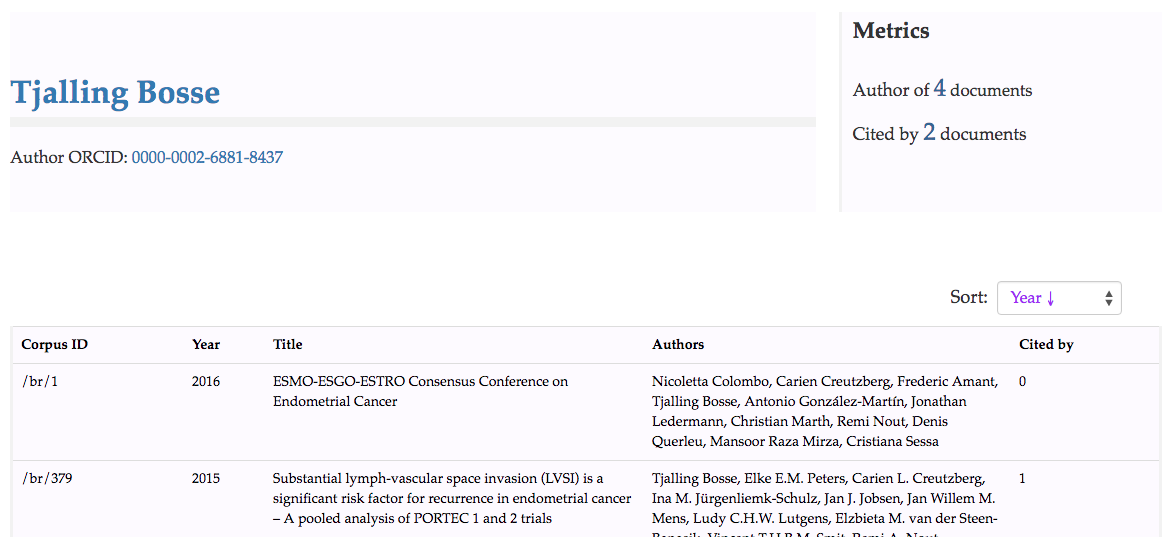 Tjalling Bosse
Author ORCID: 0000-0002-6881-8437
Metrics
Author of 4 documents
Cited by 2 documents
Sort: Year ↓
Corpus ID Year Title Authors Cited by
/br/1 2016 ESMO-ESGO-ESTRO Consensus Conference on Nicoletta Colombo, Carien Creutzberg, Frederic Amant, 0
Endometrial Cancer Tjalling Bosse, Antonio González-Martín, Jonathan
Ledermann, Christian Marth, Remi Nout, Denis
Querleu, Mansoor Raza Mirza, Cristiana Sessa
/br/379 2015 Substantial lymph-vascular space invasion (LVSI) is a Tjalling Bosse, Elke E.M. Peters, Carien L. Creutzberg, 1
significant risk factor for recurrence in endometrial cancer Ina M. Jürgenliemk-Schulz, Jan J. Jobsen, Jan Willem M.
– A pooled analysis of PORTEC 1 and 2 trials Mens, Ludy C.H.W. Lutgens, Elzbieta M. van der Steen-